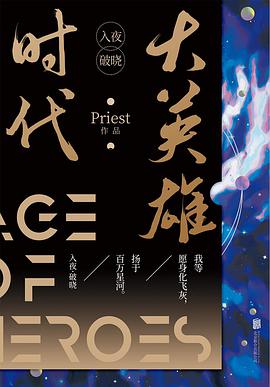 大英雄
时代
入夜
破晓
Priest
作品
我等
愿身化飞灰，
扬于
百万星河。
入夜·破晓
AGE
OF
HEROES